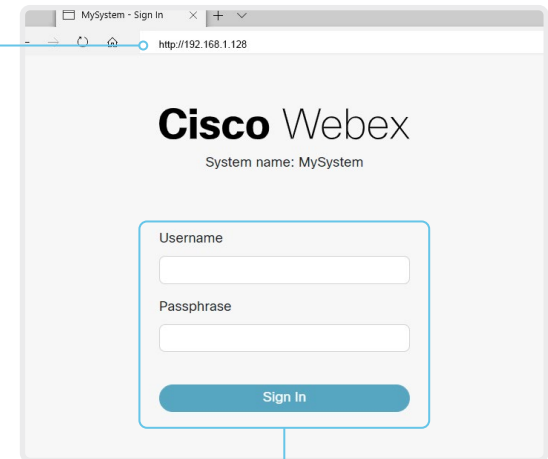 MySystem - Sign In
http://192.168.1.128
Cisco Webex
System name: MySystem
Username
Passphrase
Sign In